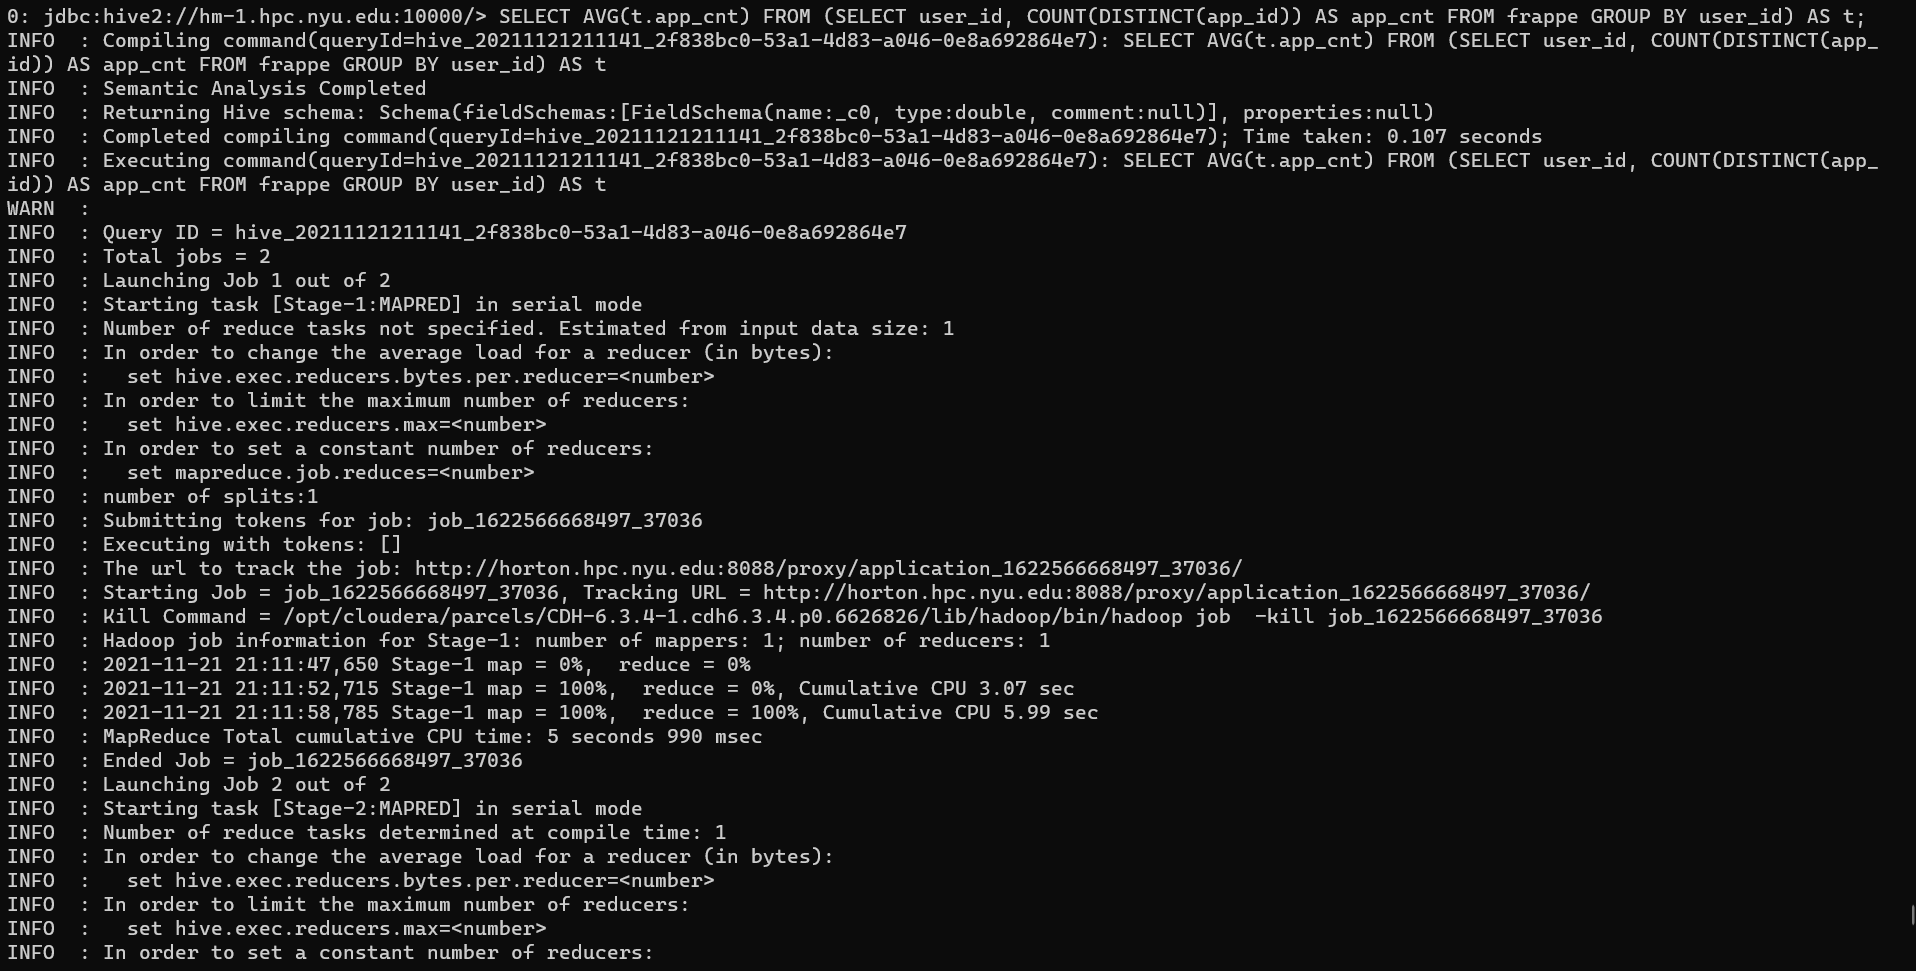 0: jdbc:hive2://hm-1.hpc.nyu.edu:10000/> SELECT AVG(t.app_cnt) FROM (SELECT user_id, COUNT(DISTINCT(app_id)) AS app_cnt FROM frappe GROUP BY user_id) AS t;
INFO  : Compiling command(queryId=hive_20211121211141_2f838bc0-53a1-4d83-a046-0e8a692864e7): SELECT AVG(t.app_cnt) FROM (SELECT user_id, COUNT(DISTINCT(app_
id)) AS app_cnt FROM frappe GROUP BY user_id) AS t
INFO  : Semantic Analysis Completed
INFO  : Returning Hive schema: Schema(fieldSchemas:[FieldSchema(name:_c0, type:double, comment:null)], properties:null)
INFO  : Completed compiling command(queryId=hive_20211121211141_2f838bc0-53a1-4d83-a046-0e8a692864e7); Time taken: 0.107 seconds
INFO  : Executing command(queryId=hive_20211121211141_2f838bc0-53a1-4d83-a046-0e8a692864e7): SELECT AVG(t.app_cnt) FROM (SELECT user_id, COUNT(DISTINCT(app_
id)) AS app_cnt FROM frappe GROUP BY user_id) AS t
WARN  :
INFO  : Query ID = hive_20211121211141_2f838bc0-53a1-4d83-a046-0e8a692864e7
INFO  : Total jobs = 2
INFO  : Launching Job 1 out of 2
INFO  : Starting task [Stage-1:MAPRED] in serial mode
INFO  : Number of reduce tasks not specified. Estimated from input data size: 1
INFO  : In order to change the average load for a reducer (in bytes):
INFO  :   set hive.exec.reducers.bytes.per.reducer=<number>
INFO  : In order to limit the maximum number of reducers:
INFO  :   set hive.exec.reducers.max=<number>
INFO  : In order to set a constant number of reducers:
INFO  :   set mapreduce.job.reduces=<number>
INFO  : number of splits:1
INFO  : Submitting tokens for job: job_1622566668497_37036
INFO  : Executing with tokens: []
INFO  : The url to track the job: http://horton.hpc.nyu.edu:8088/proxy/application_1622566668497_37036/
INFO  : Starting Job = job_1622566668497_37036, Tracking URL = http://horton.hpc.nyu.edu:8088/proxy/application_1622566668497_37036/
INFO  : Kill Command = /opt/cloudera/parcels/CDH-6.3.4-1.cdh6.3.4.p0.6626826/lib/hadoop/bin/hadoop job  -kill job_1622566668497_37036
INFO  : Hadoop job information for Stage-1: number of mappers: 1; number of reducers: 1
INFO  : 2021-11-21 21:11:47,650 Stage-1 map = 0%,  reduce = 0%
INFO  : 2021-11-21 21:11:52,715 Stage-1 map = 100%,  reduce = 0%, Cumulative CPU 3.07 sec
INFO  : 2021-11-21 21:11:58,785 Stage-1 map = 100%,  reduce = 100%, Cumulative CPU 5.99 sec
INFO  : MapReduce Total cumulative CPU time: 5 seconds 990 msec
INFO  : Ended Job = job_1622566668497_37036
INFO  : Launching Job 2 out of 2
INFO  : Starting task [Stage-2:MAPRED] in serial mode
INFO  : Number of reduce tasks determined at compile time: 1
INFO  : In order to change the average load for a reducer (in bytes):
INFO  :   set hive.exec.reducers.bytes.per.reducer=<number>
INFO  : In order to limit the maximum number of reducers:
INFO  :   set hive.exec.reducers.max=<number>
INFO  : In order to set a constant number of reducers: